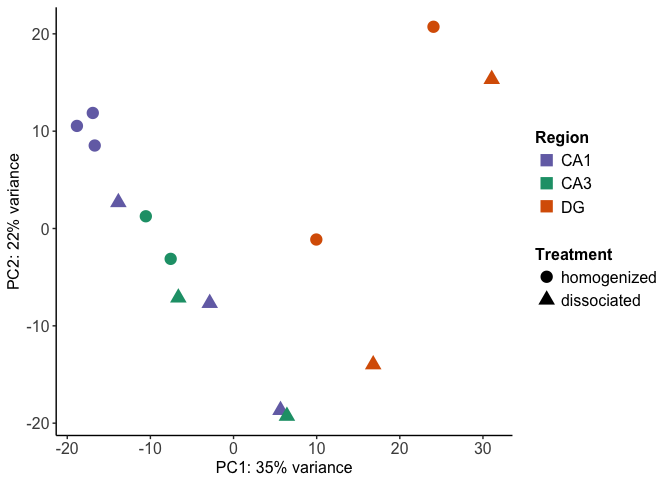 20
10
0
-10
-20
-20
-10
0
10
20
30
PC1: 35% variance
PC2: 22% variance
Region
CA1
CA3
DG
Treatment
homogenized
dissociated